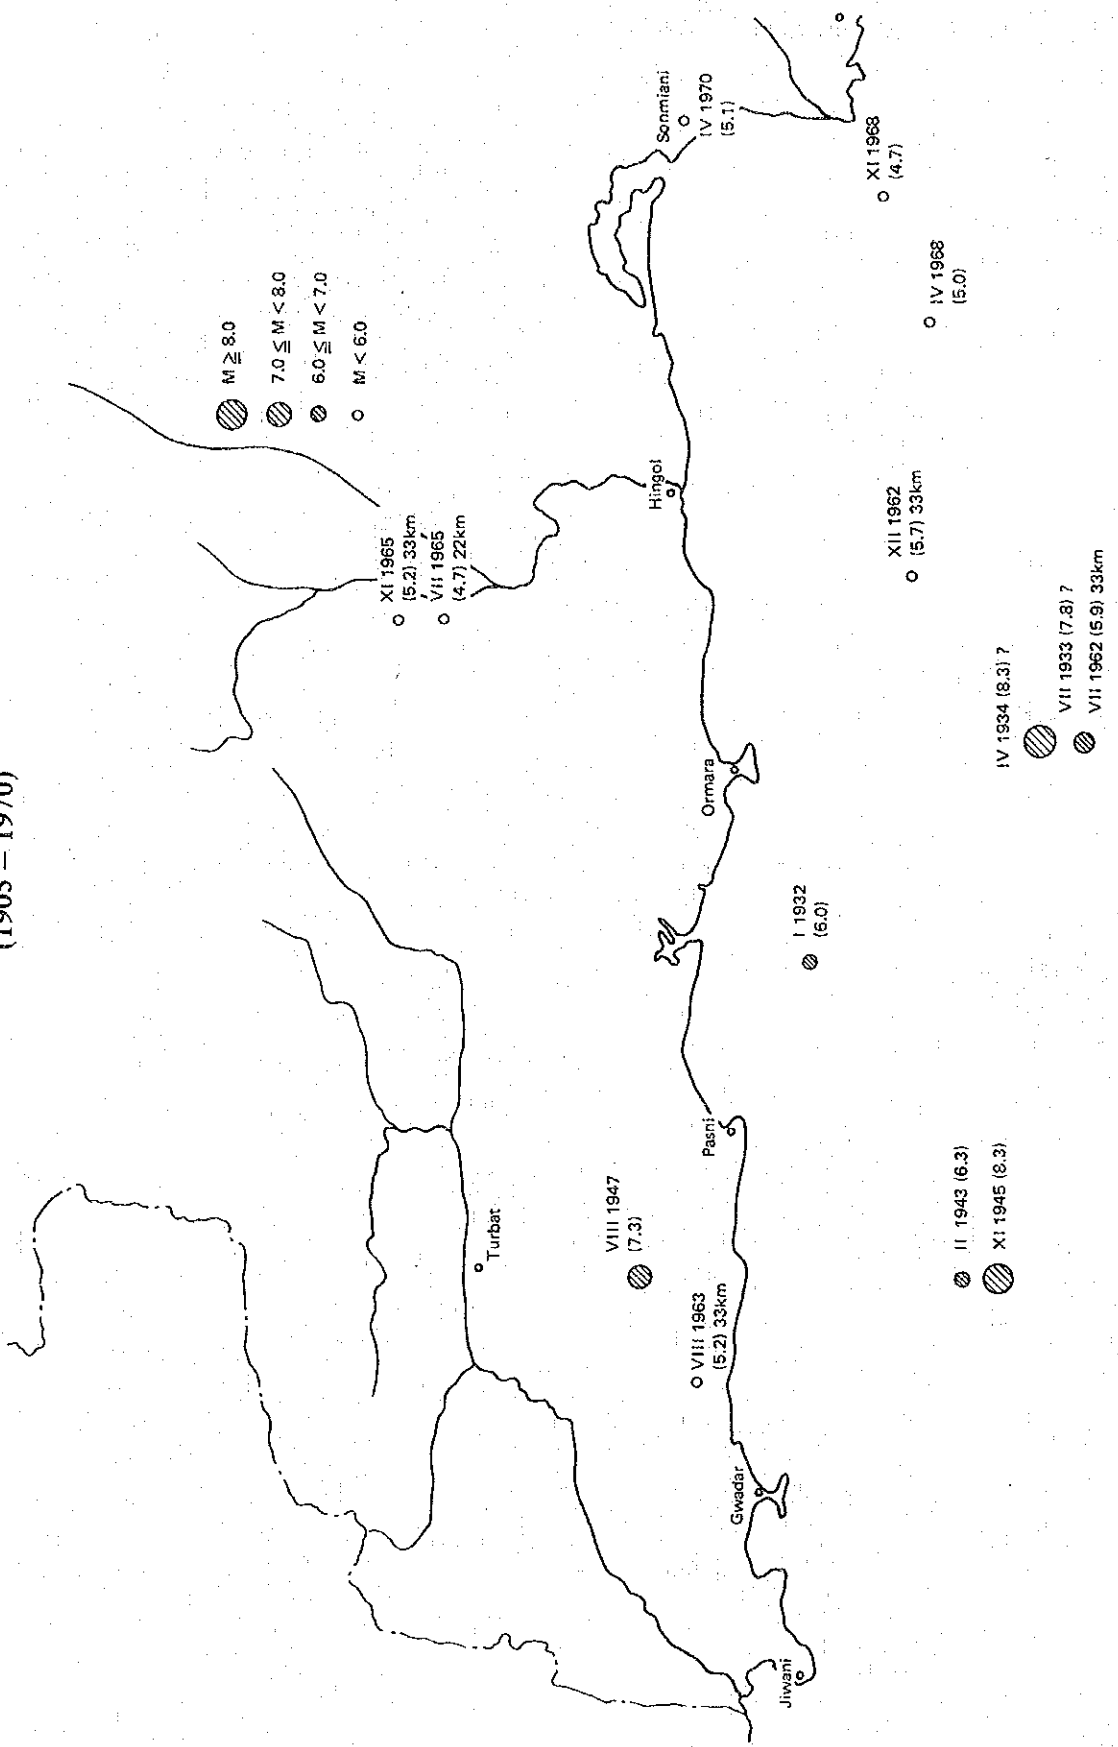 (1905 – 1970)
M ≧ 8.0
7.0 ≦ M < 8.0
6.0 ≦ M < 7.0
M < 6.0
XI 1965
(5.2) 33km
VII 1965
(4.7) 22km
Sonmiani
IV 1970
(5.1)
Hingol
XI 1968
(4.7)
IV 1968
(5.0)
XII 1962
(5.7) 33km
Turbat
VIII 1947
(7.3)
VIII 1963
(5.2) 33km
Pasni
Ormara
I 1932
(6.0)
Gwadar
Jiwani
II 1943 (6.3)
XI 1945 (8.3)
IV 1934 (8.3) ?
VII 1933 (7.8) ?
VII 1962 (5.9) 33km